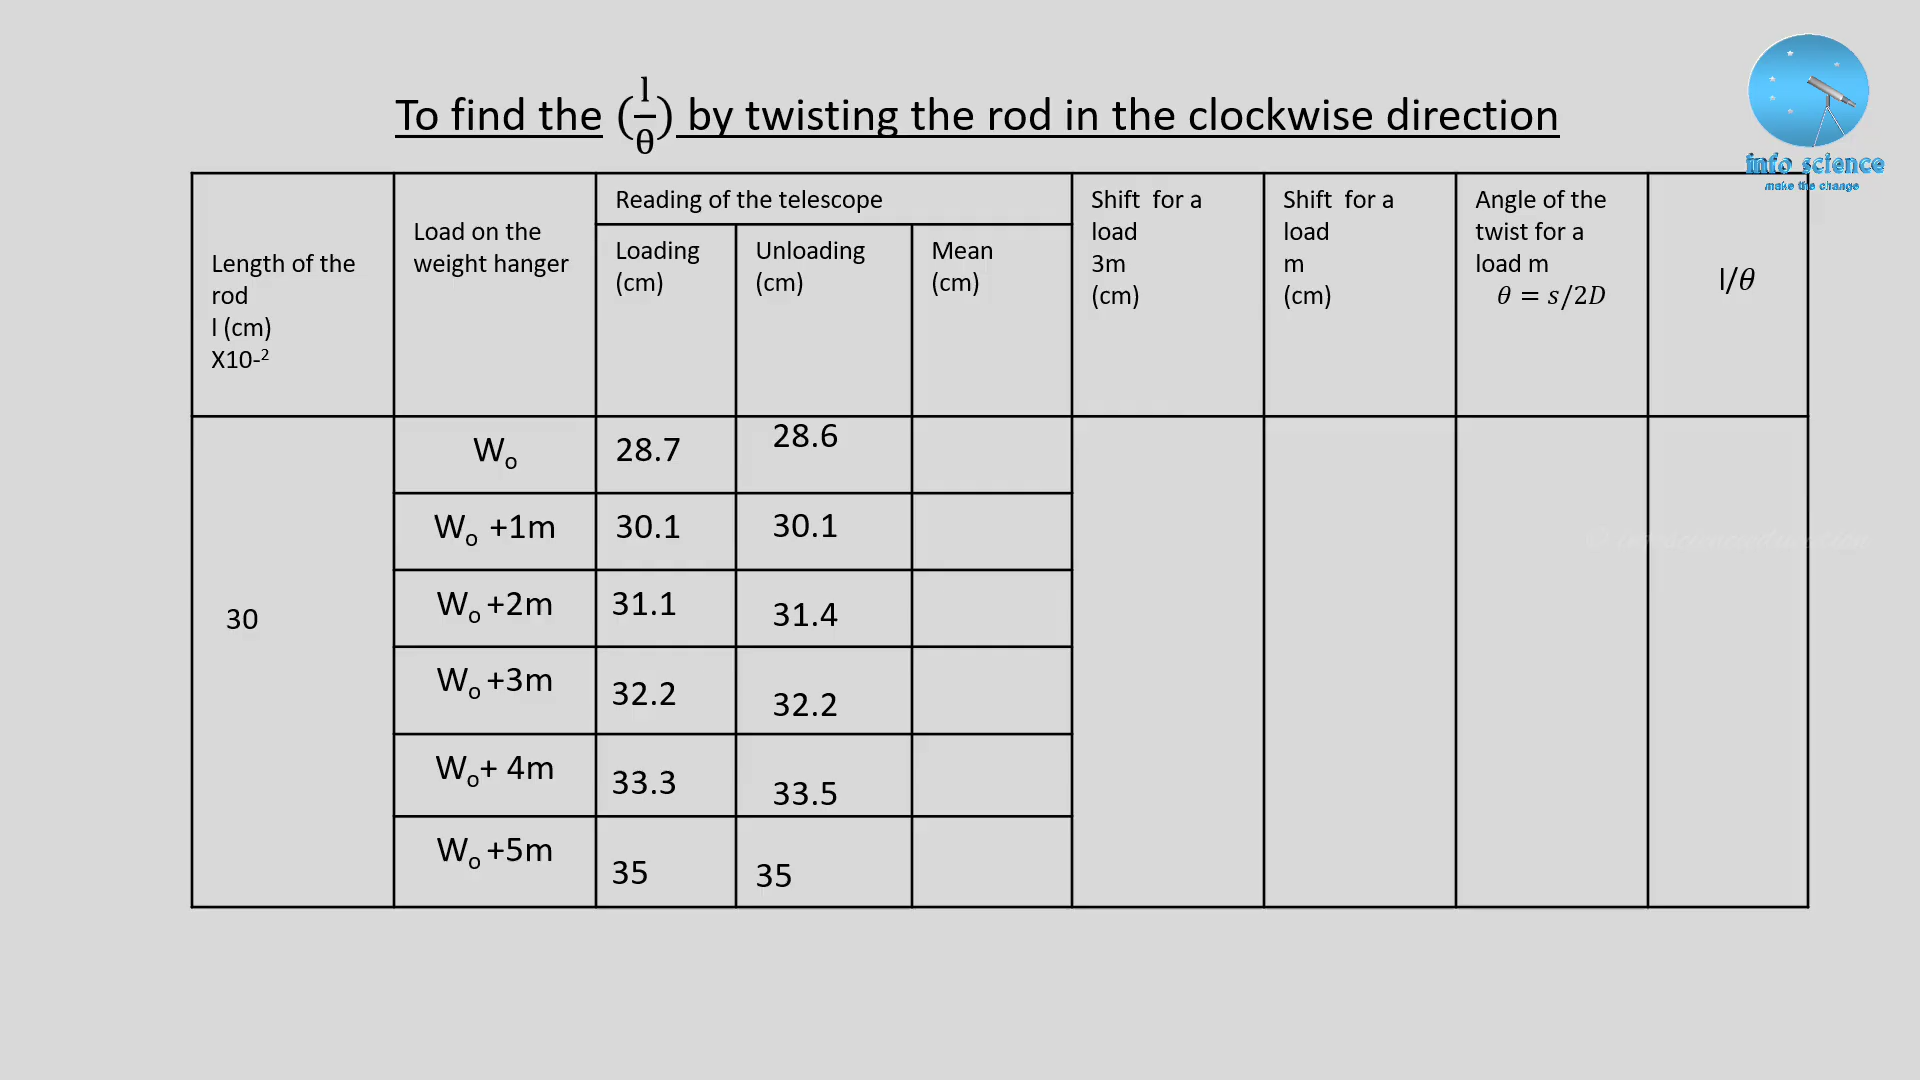 To find the (l/θ) by twisting the rod in the clockwise direction
info science
make the change
Length of the
rod
l (cm)
X10-²
Load on the
weight hanger
Reading of the telescope
Loading
(cm)
Unloading
(cm)
Mean
(cm)
Shift for a
load
3m
(cm)
Shift for a
load
m
(cm)
Angle of the
twist for a
load m
θ = s/2D
l/θ
30
Wo 28.7 28.6
Wo +1m 30.1 30.1
Wo +2m 31.1 31.4
Wo +3m 32.2 32.2
Wo+ 4m 33.3 33.5
Wo +5m 35 35